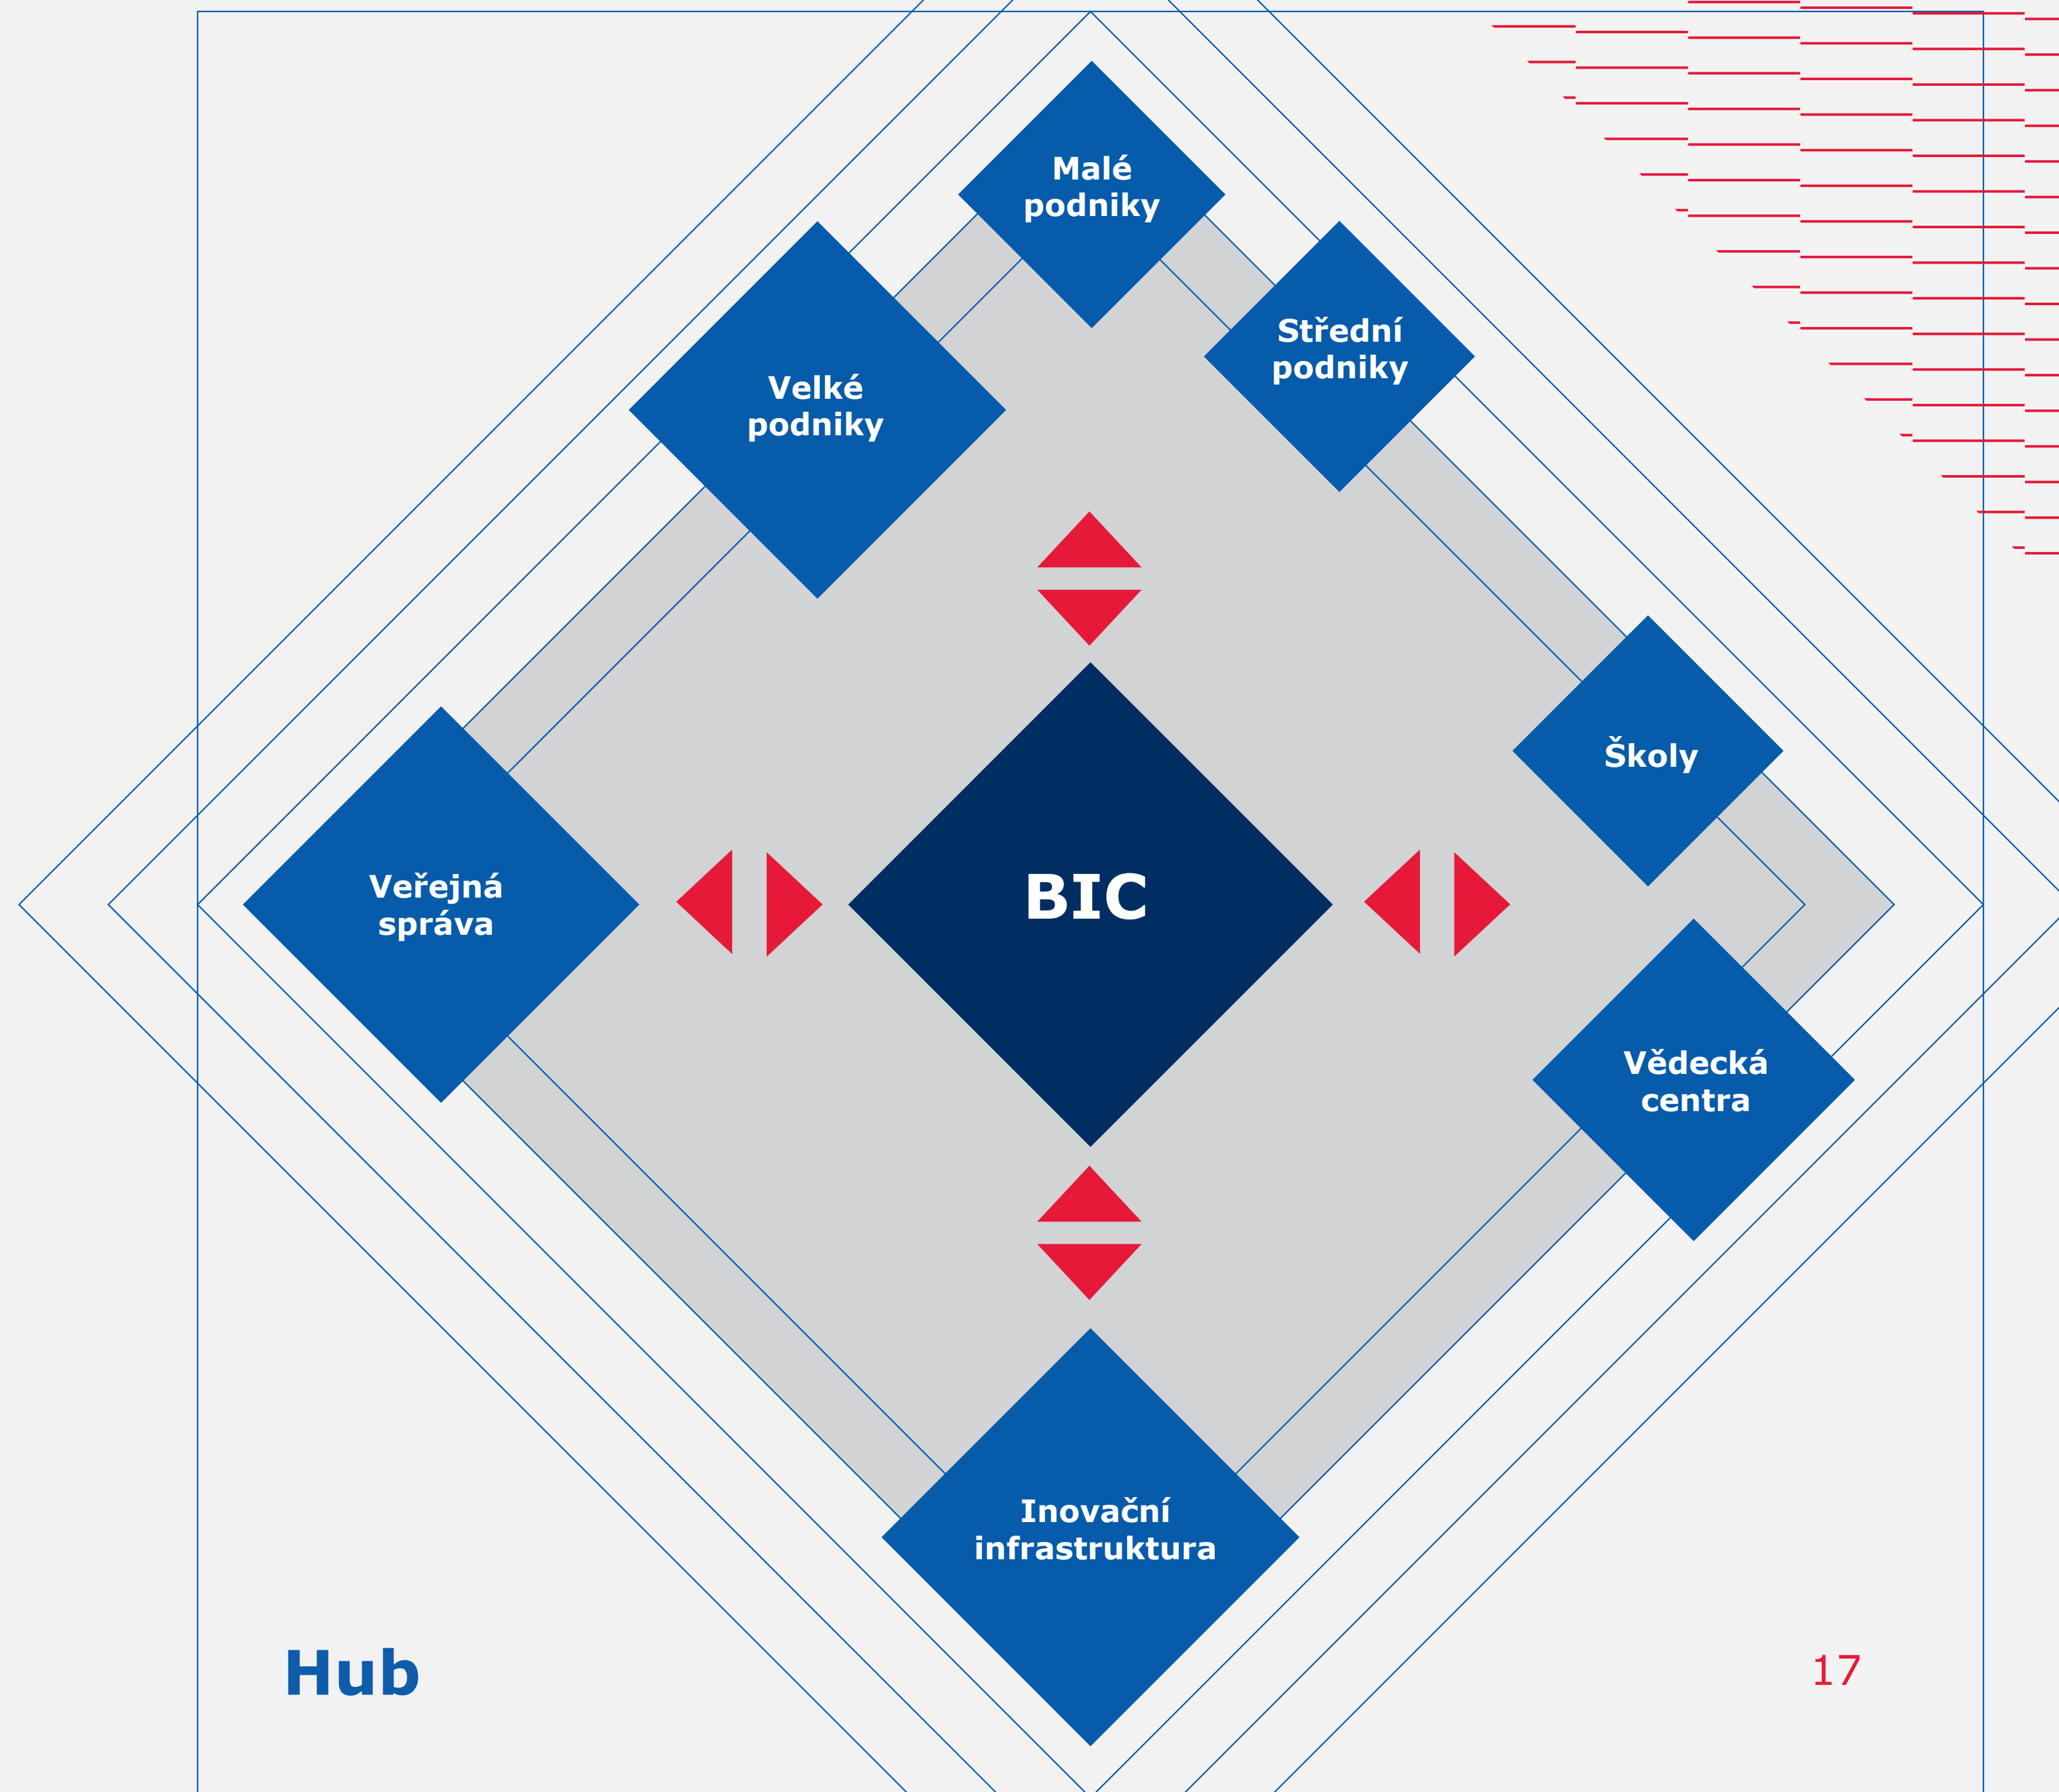 Malé
podniky
Střední
podniky
Velké
podniky
Školy
BIC
Veřejná
správa
Vědecká
centra
Inovační
infrastruktura
Hub
17